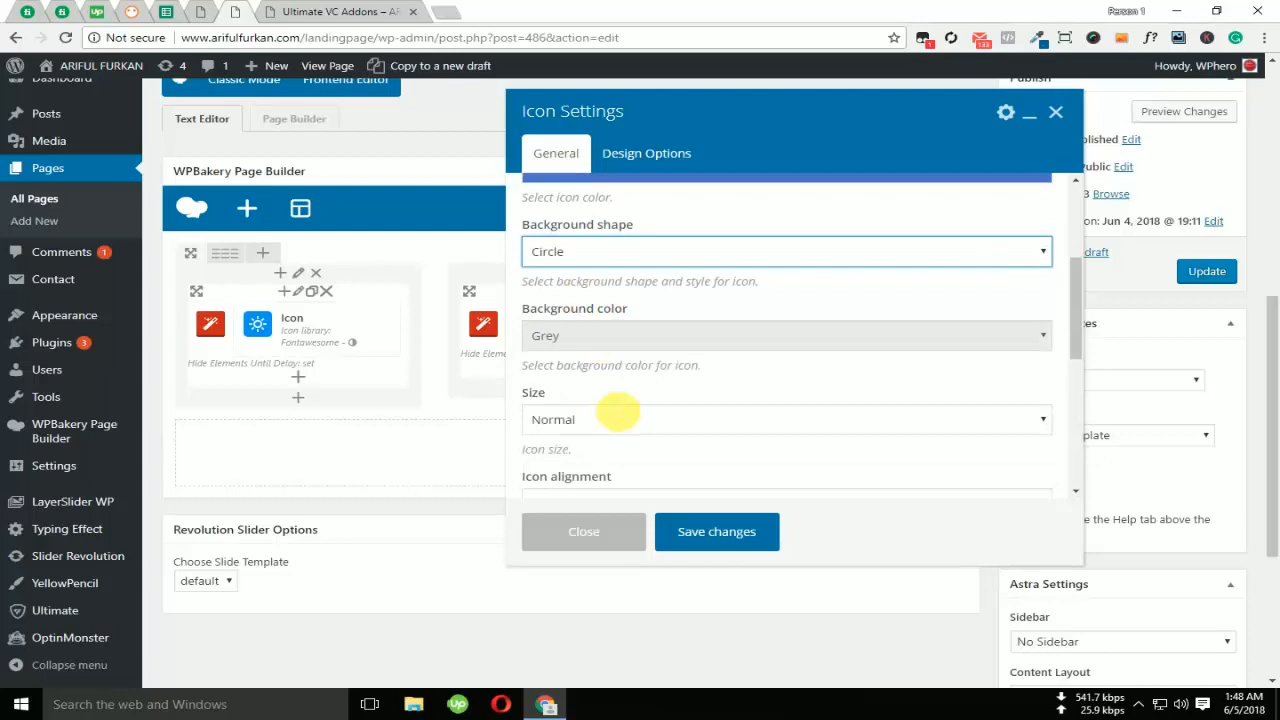 Ultimate VC Addons – AR
Person 1
Not secure
www.arifulfurkan.com/landingpage/wp-admin/post.php?post=486&action=edit
1
133
ARIFUL FURKAN
4
1
New
View Page
Copy to a new draft
Howdy, WPhero
Dashboard
Posts
Media
Pages
All Pages
Add New
Comments 1
Contact
Appearance
Plugins 3
Users
Tools
WPBakery Page
Builder
Settings
LayerSlider WP
Typing Effect
Slider Revolution
YellowPencil
Ultimate
OptinMonster
Collapse menu
Classic Mode
Frontend Editor
Text Editor
Page Builder
WPBakery Page Builder
Icon
Icon library:
Fontawesome –
Hide Elements Until Delay: set
Hide Elem
Revolution Slider Options
Choose Slide Template
default
Icon Settings
General
Design Options
Select icon color.
Background shape
Circle
Select background shape and style for icon.
Background color
Grey
Select background color for icon.
Size
Normal
Icon size.
Icon alignment
Close
Save changes
Publish
Preview Changes
blished Edit
Public Edit
3 Browse
on: Jun 4, 2018 @ 19:11 Edit
draft
Update
tes
plate
e the Help tab above the
Astra Settings
Sidebar
No Sidebar
Content Layout
Search the web and Windows
541.7 kbps
25.9 kbps
1:48 AM
6/5/2018